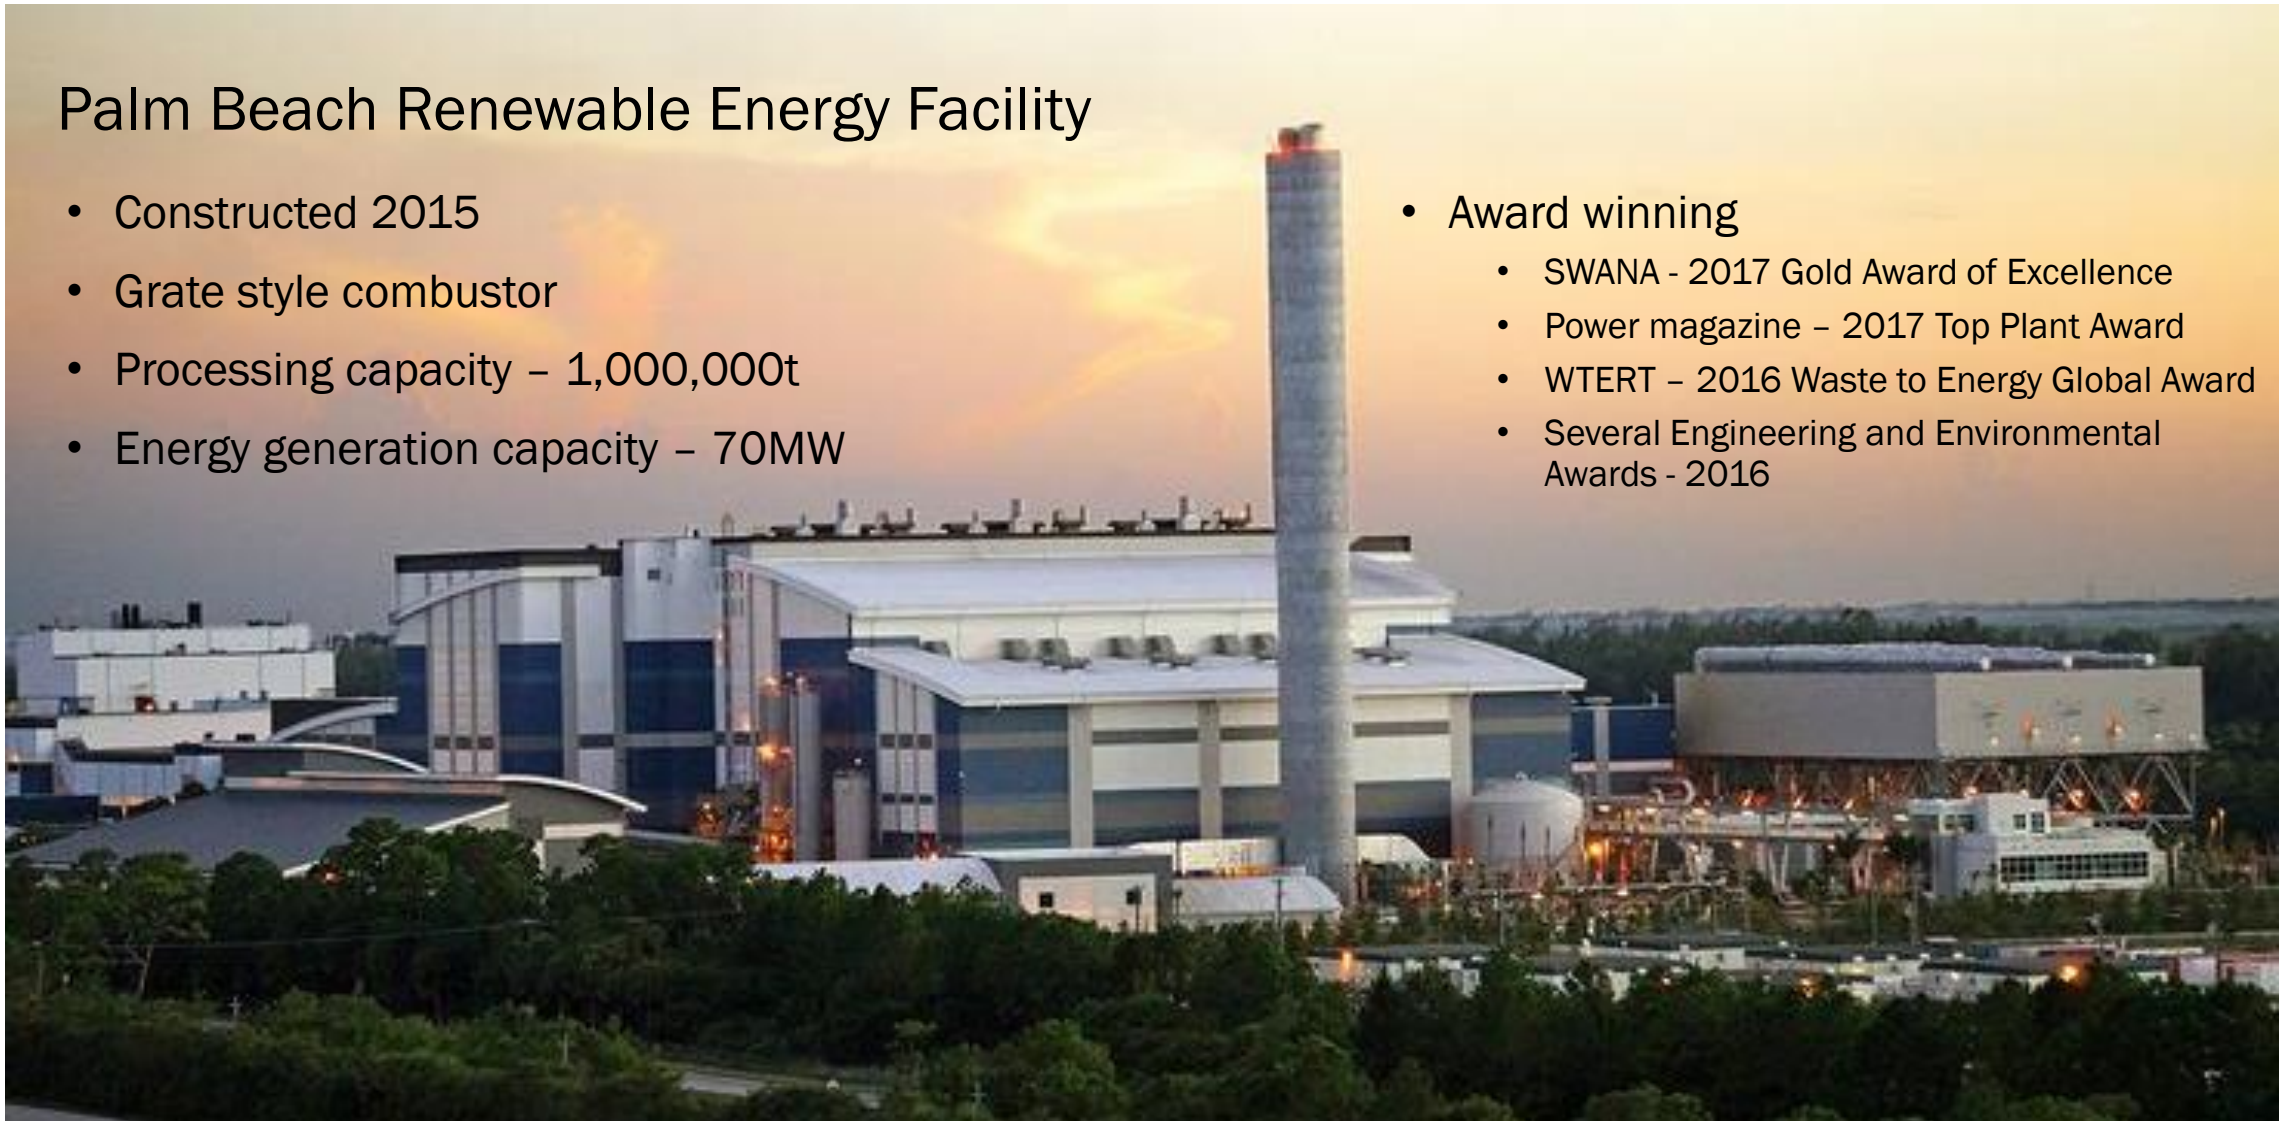 Palm Beach Renewable Energy Facility
• Constructed 2015
• Grate style combustor
• Processing capacity – 1,000,000t
• Energy generation capacity – 70MW
• Award winning
• SWANA - 2017 Gold Award of Excellence
• Power magazine – 2017 Top Plant Award
• WTERT – 2016 Waste to Energy Global Award
• Several Engineering and Environmental
Awards - 2016